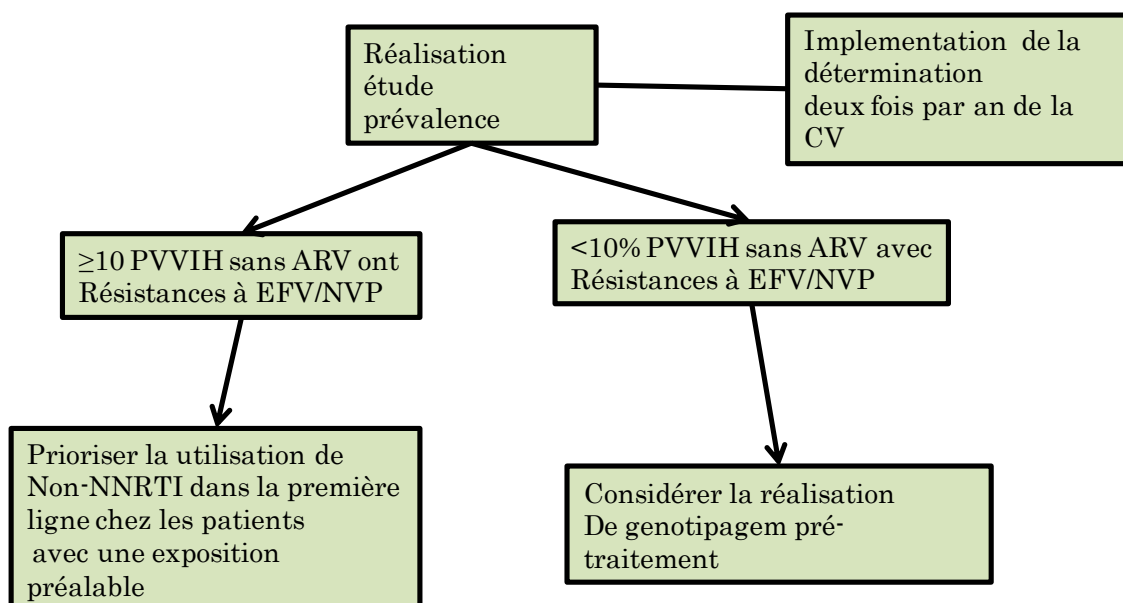 Réalisation
étude
prévalence
Implementation de la
détermination
deux fois par an de la
CV
≥10 PVVIH sans ARV ont
Résistances à EFV/NVP
<10% PVVIH sans ARV avec
Résistances à EFV/NVP
Prioriser la utilisation de
Non-NNRTI dans la première
ligne chez les patients
avec une exposition
préalable
Considérer la réalisation
De genotipagem pré-
traitement